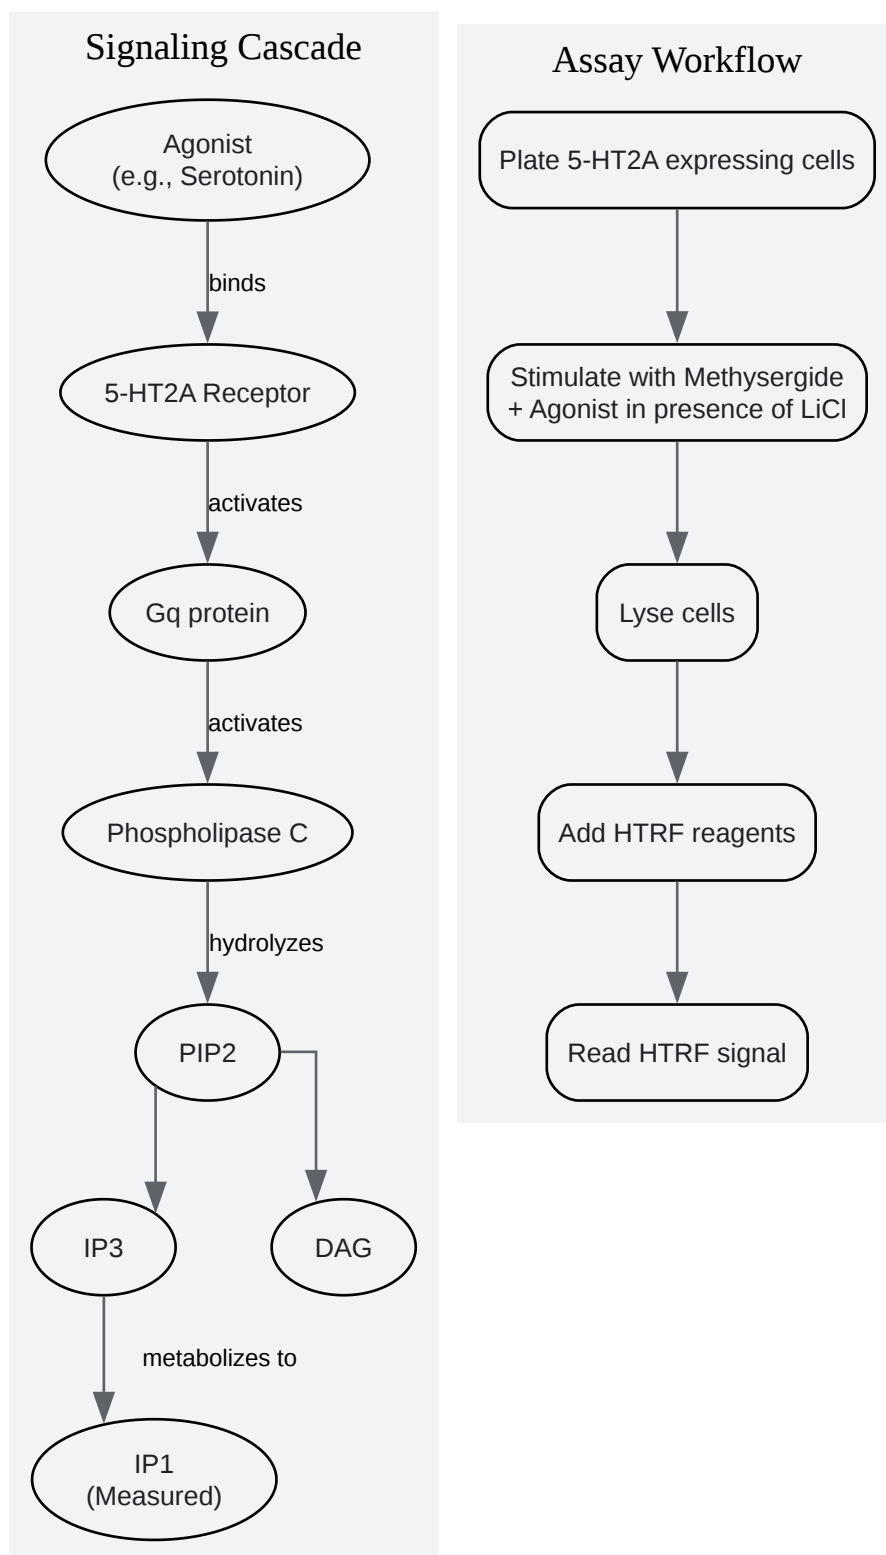 Signaling Cascade
Agonist
(e.g., Serotonin)
binds
5-HT2A Receptor
activates
Gq protein
activates
Phospholipase C
hydrolyzes
PIP2
IP3
DAG
metabolizes to
IP1
(Measured)
Assay Workflow
Plate 5-HT2A expressing cells
Stimulate with Methysergide
+ Agonist in presence of LiCl
Lyse cells
Add HTRF reagents
Read HTRF signal